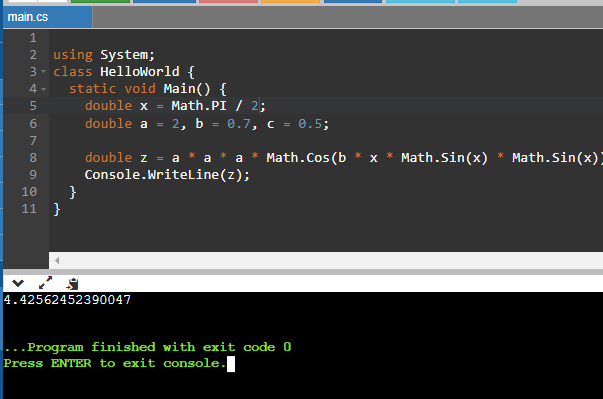 main.cs
1
2 using System;
3 class HelloWorld {
4 static void Main() {
5 double x = Math.PI / 2;
6 double a = 2, b = 0.7, c = 0.5;
7
8 double z = a * a * a * Math.Cos(b * x * Math.Sin(x) * Math.Sin(x))
9 Console.WriteLine(z);
10 }
11 }
4.42562452390047
...Program finished with exit code 0
Press ENTER to exit console.